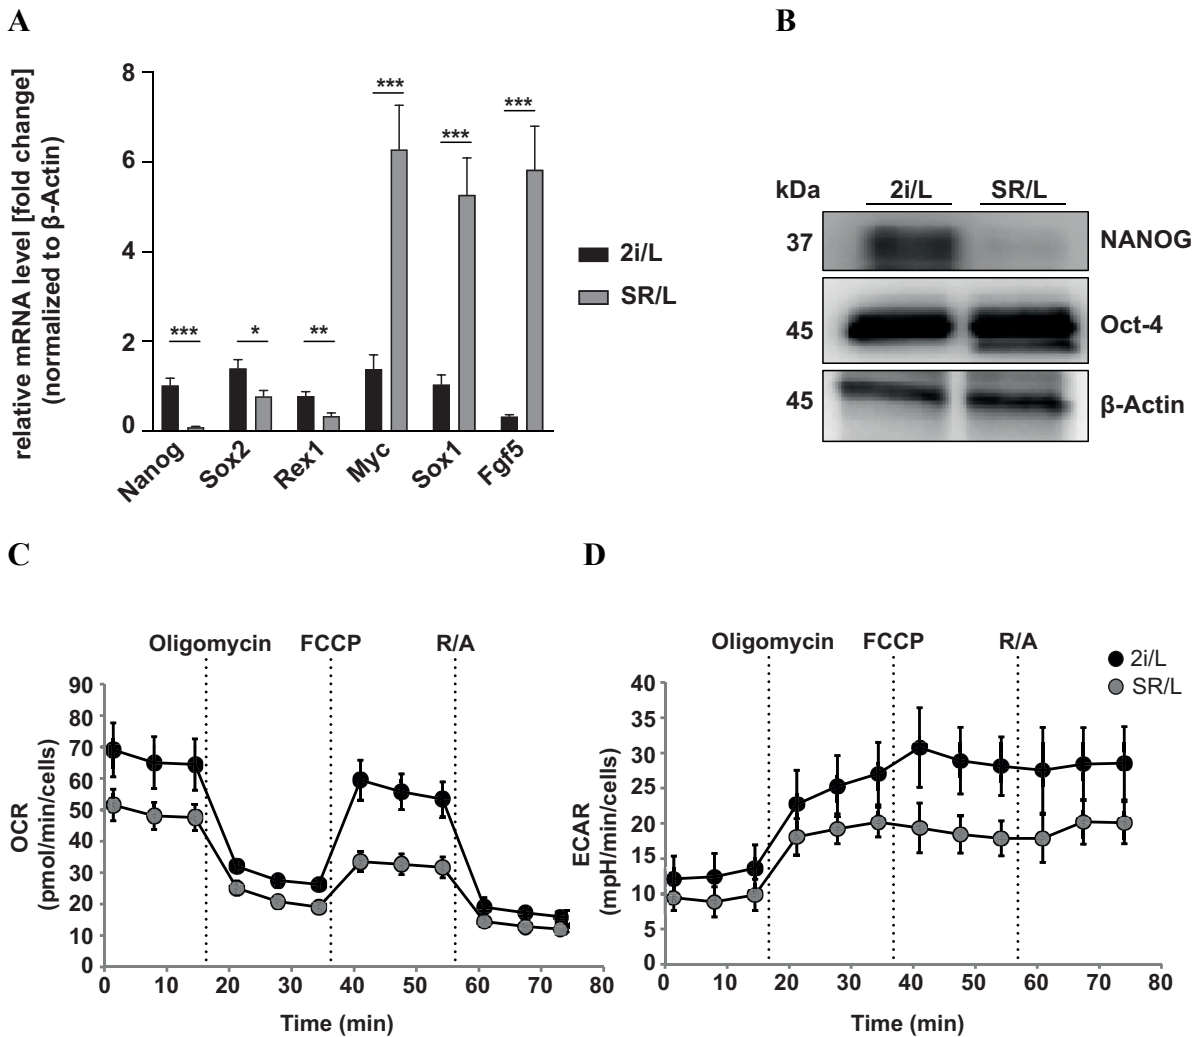 A
relative mRNA level [fold change]
(normalized to β-Actin)
8
6
4
2
0
***
*
**
***
***
***
Nanog
Sox2
Rex1
Myc
Sox1
Fgf5
2i/L
SR/L
B
kDa
2i/L
SR/L
37
NANOG
45
Oct-4
45
β-Actin
C
Oligomycin
FCCP
R/A
OCR
(pmol/min/cells)
90
80
70
60
50
40
30
20
10
0
0 10 20 30 40 50 60 70 80
Time (min)
D
Oligomycin
FCCP
R/A
2i/L
SR/L
ECAR
(mpH/min/cells)
40
35
30
25
20
15
10
5
0
0 10 20 30 40 50 60 70 80
Time (min)